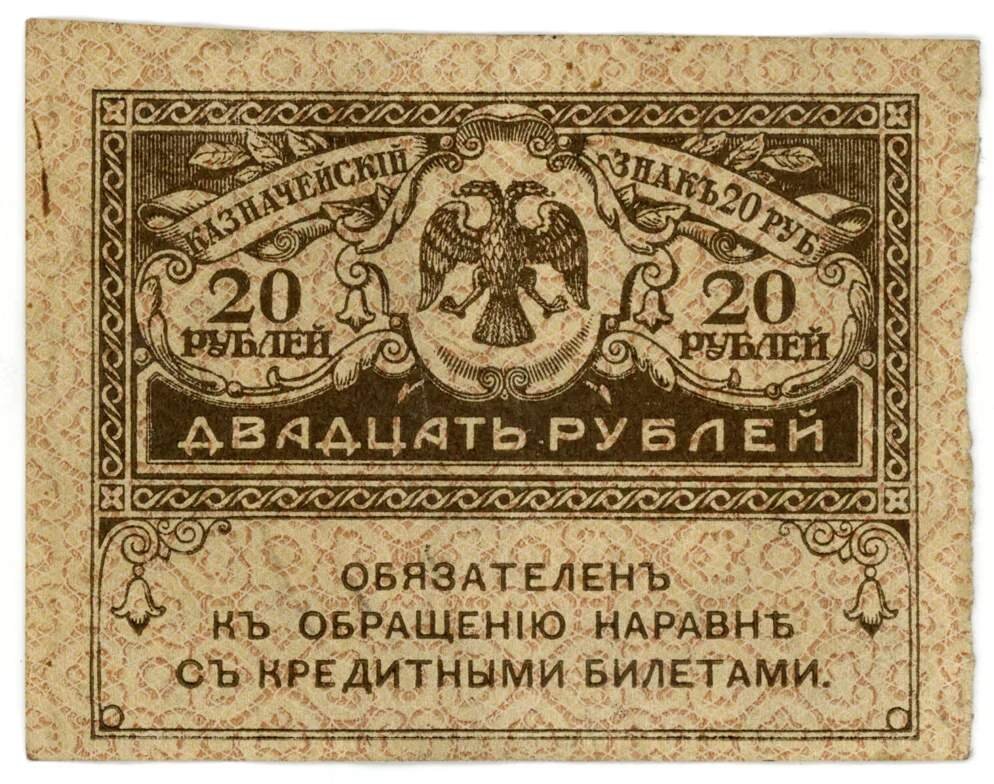 КАЗНАЧЕЙСКІЙ ЗНАКЪ 20 РУБ.
20 20
РУБЛЕЙ РУБЛЕЙ
ДВАДЦАТЬ РУБЛЕЙ
ОБЯЗАТЕЛЕНЪ
КЪ ОБРАЩЕНІЮ НАРАВНѢ
СЪ КРЕДИТНЫМИ БИЛЕТАМИ.